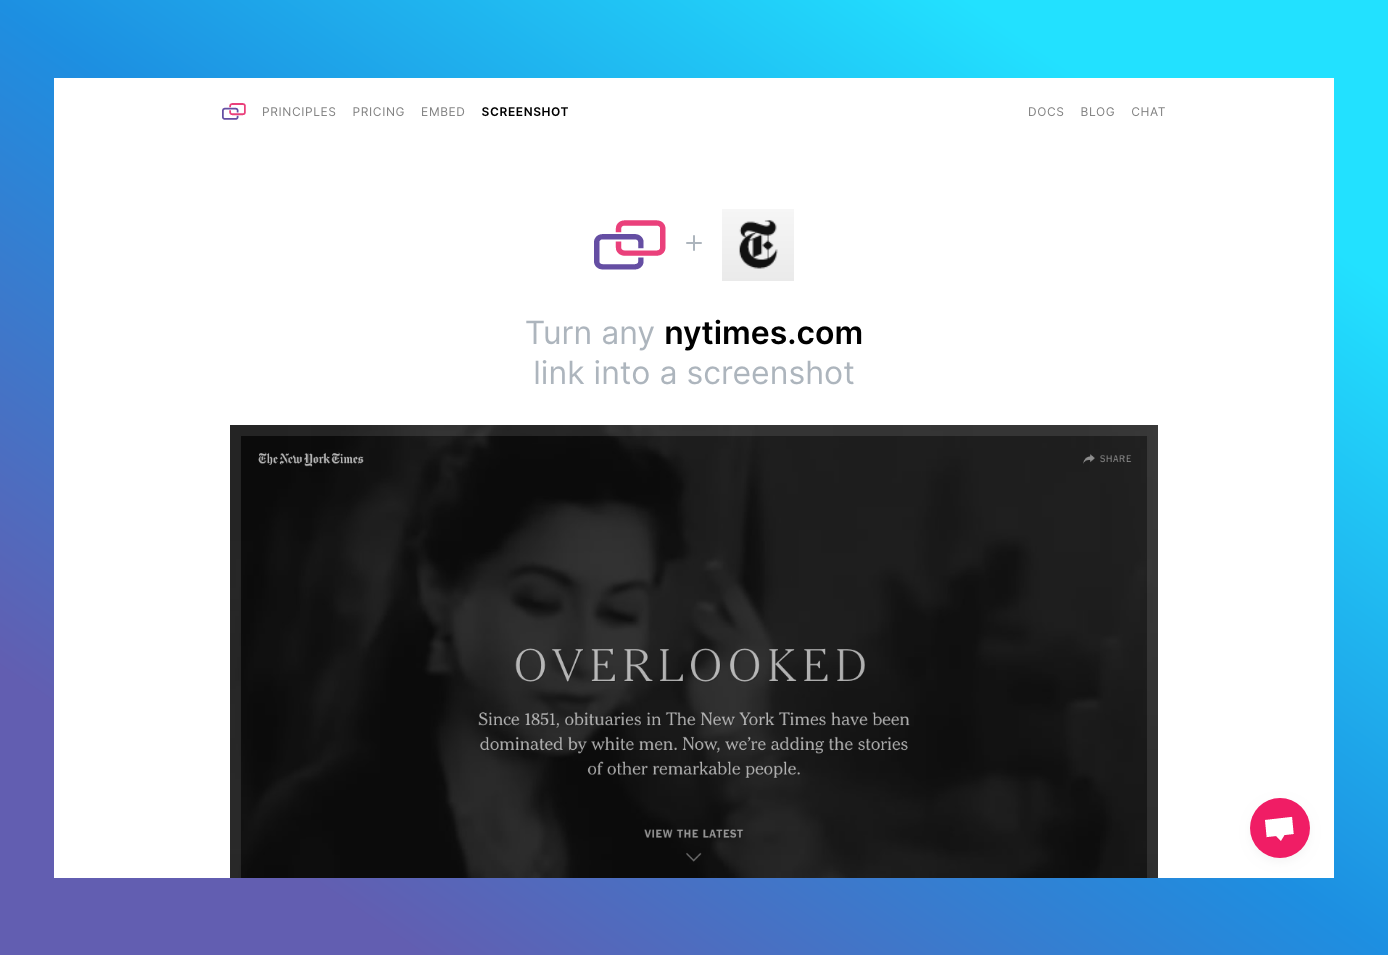 PRINCIPLES PRICING EMBED SCREENSHOT DOCS BLOG CHAT
T
Turn any nytimes.com
link into a screenshot
The New York Times SHARE
OVERLOOKED
Since 1851, obituaries in The New York Times have been
dominated by white men. Now, we’re adding the stories
of other remarkable people.
VIEW THE LATEST